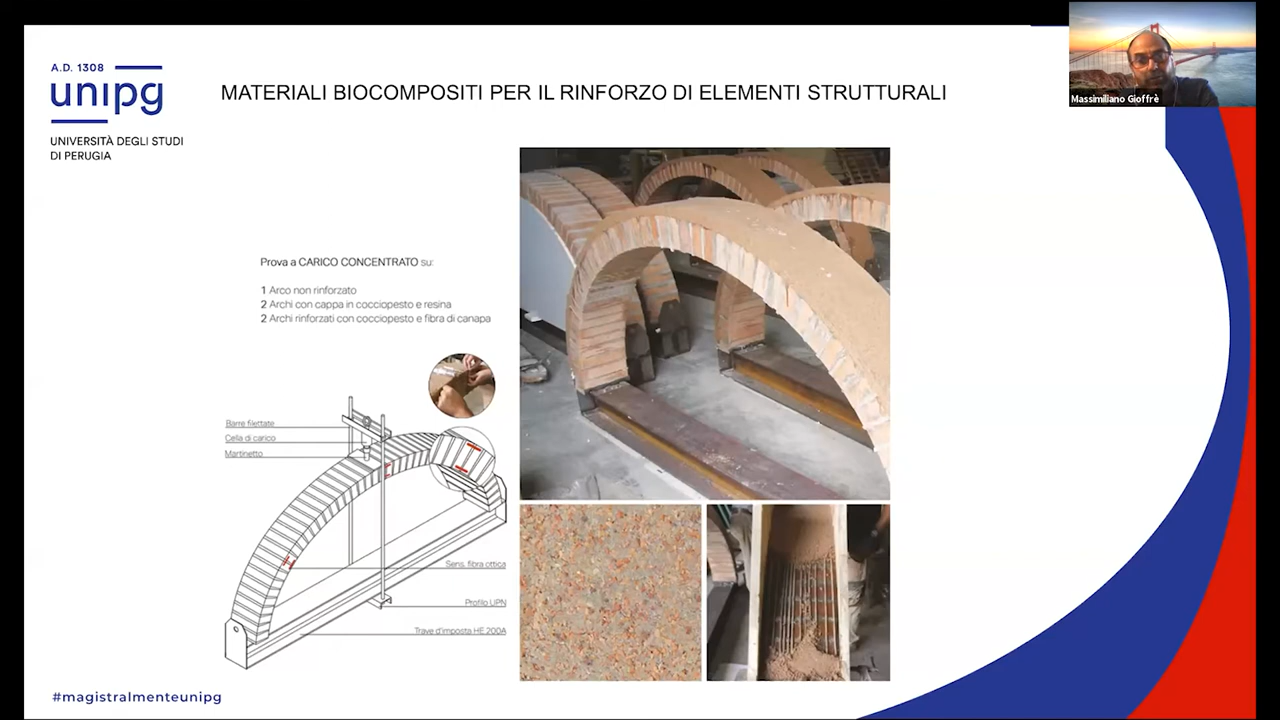 A.D. 1308
unipg
UNIVERSITÀ DEGLI STUDI
DI PERUGIA
MATERIALI BIOCOMPOSITI PER IL RINFORZO DI ELEMENTI STRUTTURALI
Massimiliano Gioffrè
Prova a CARICO CONCENTRATO su:
1 Arco non rinforzato
2 Archi con cappa in cocciopesto e resina
2 Archi rinforzati con cocciopesto e fibra di canapa
Barre filettate
Cella di carico
Martinetto
Sens. fibra ottica
Profilo UPN
Trave d'imposta HE 200A
#magistralmenteunipg